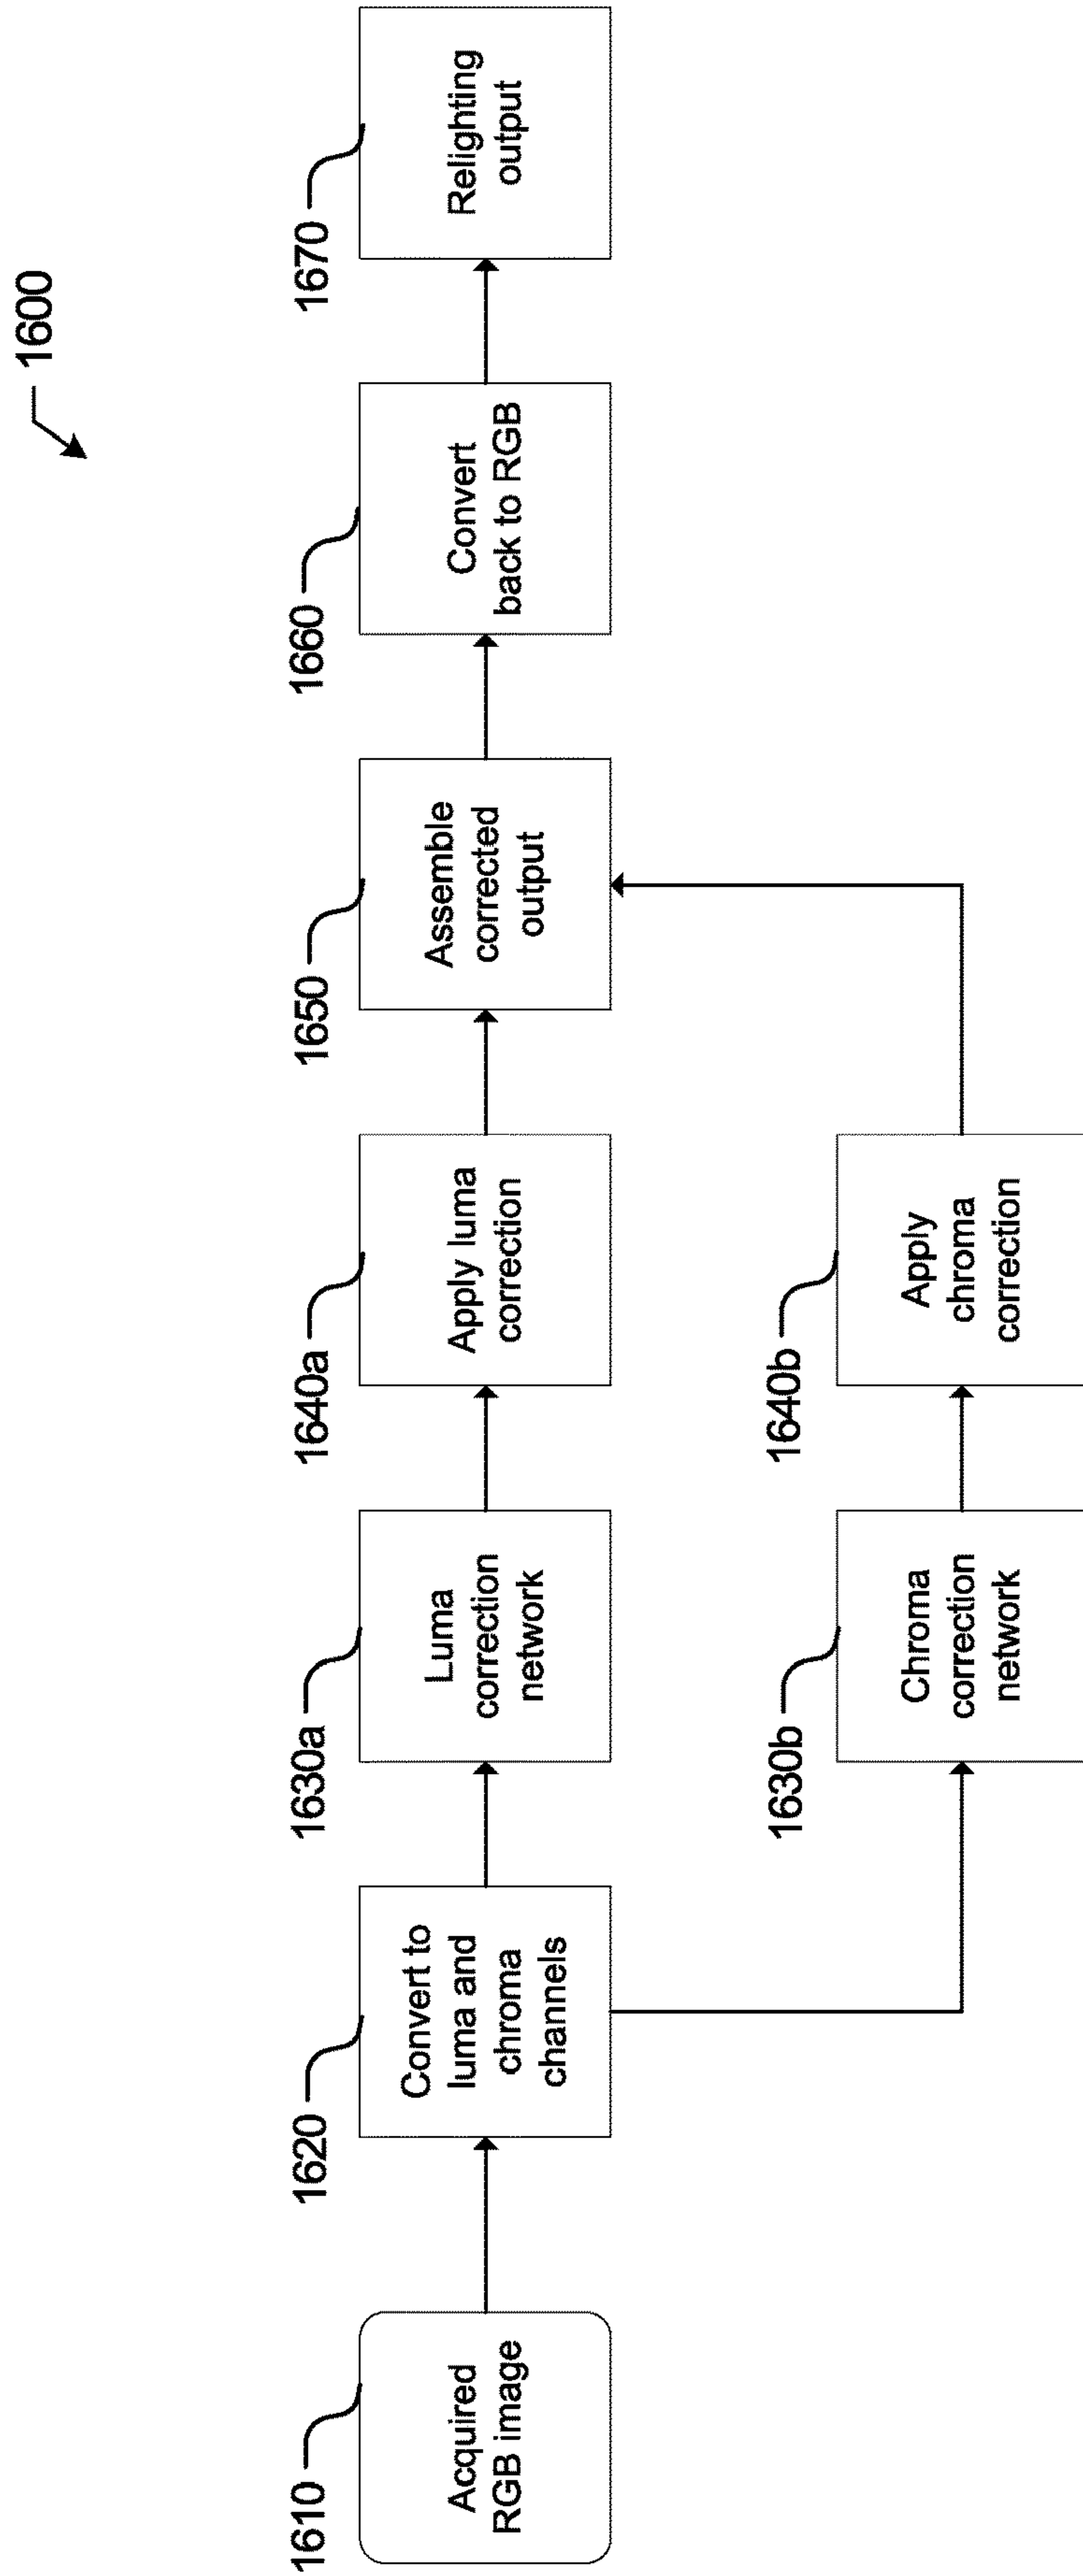 1600
1610
Acquired
RGB image
1620
Convert to
luma and
chroma
channels
1630a
Luma
correction
network
1640a
Apply luma
correction
1650
Assemble
corrected
output
1660
Convert
back to RGB
1670
Relighting
output
1630b
Chroma
correction
network
1640b
Apply
chroma
correction